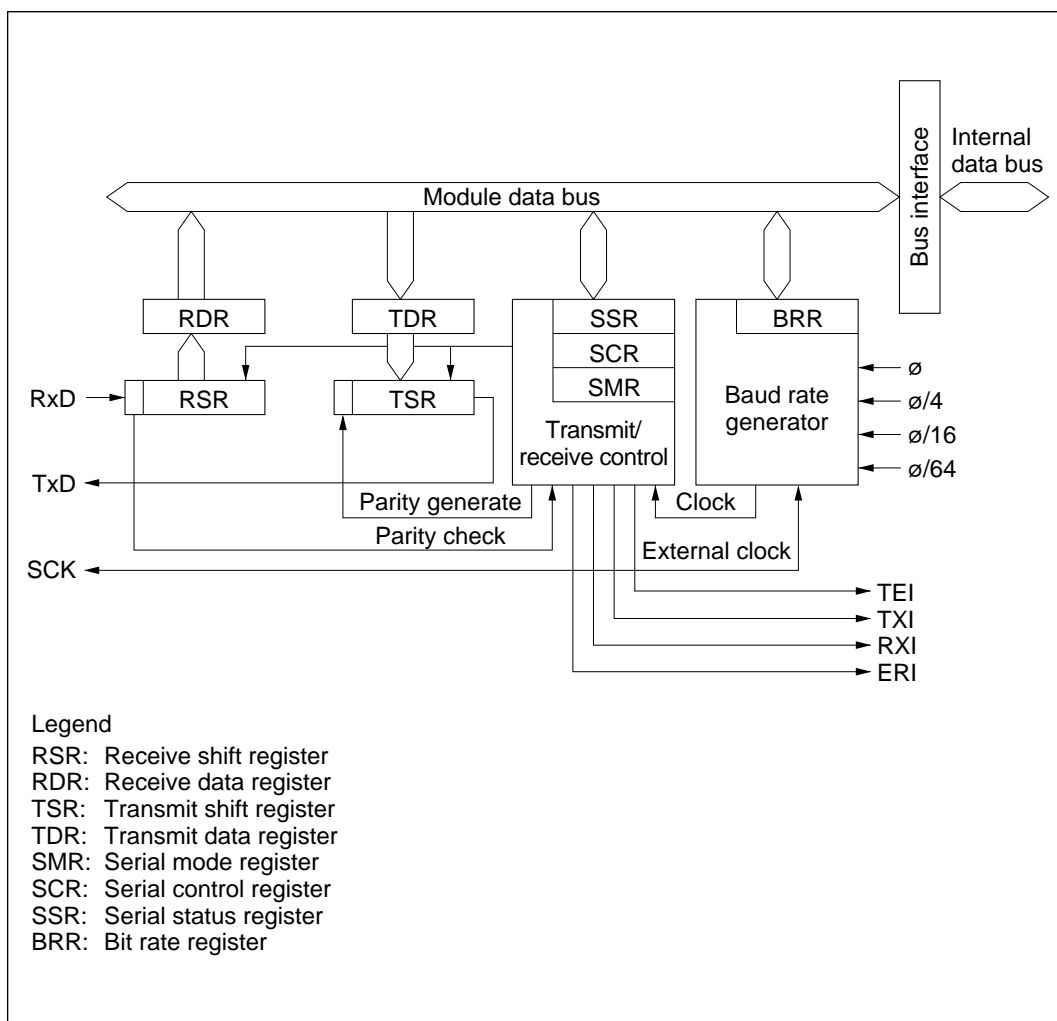 Internal
data bus
Bus interface
Module data bus
RDR
TDR
SSR
BRR
SCR
SMR
RxD
RSR
TSR
Baud rate
generator
ø
ø/4
ø/16
ø/64
Transmit/
receive control
TxD
Parity generate
Clock
Parity check
External clock
SCK
TEI
TXI
RXI
ERI
Legend
RSR: Receive shift register
RDR: Receive data register
TSR: Transmit shift register
TDR: Transmit data register
SMR: Serial mode register
SCR: Serial control register
SSR: Serial status register
BRR: Bit rate register